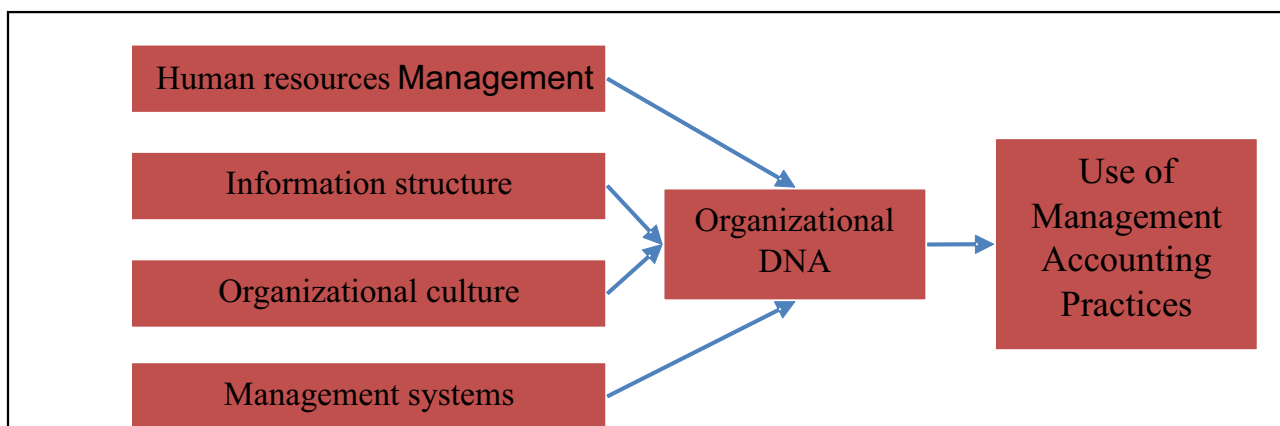 Human resources Management
Information structure
Organizational culture
Management systems
Organizational
DNA
Use of
Management
Accounting
Practices